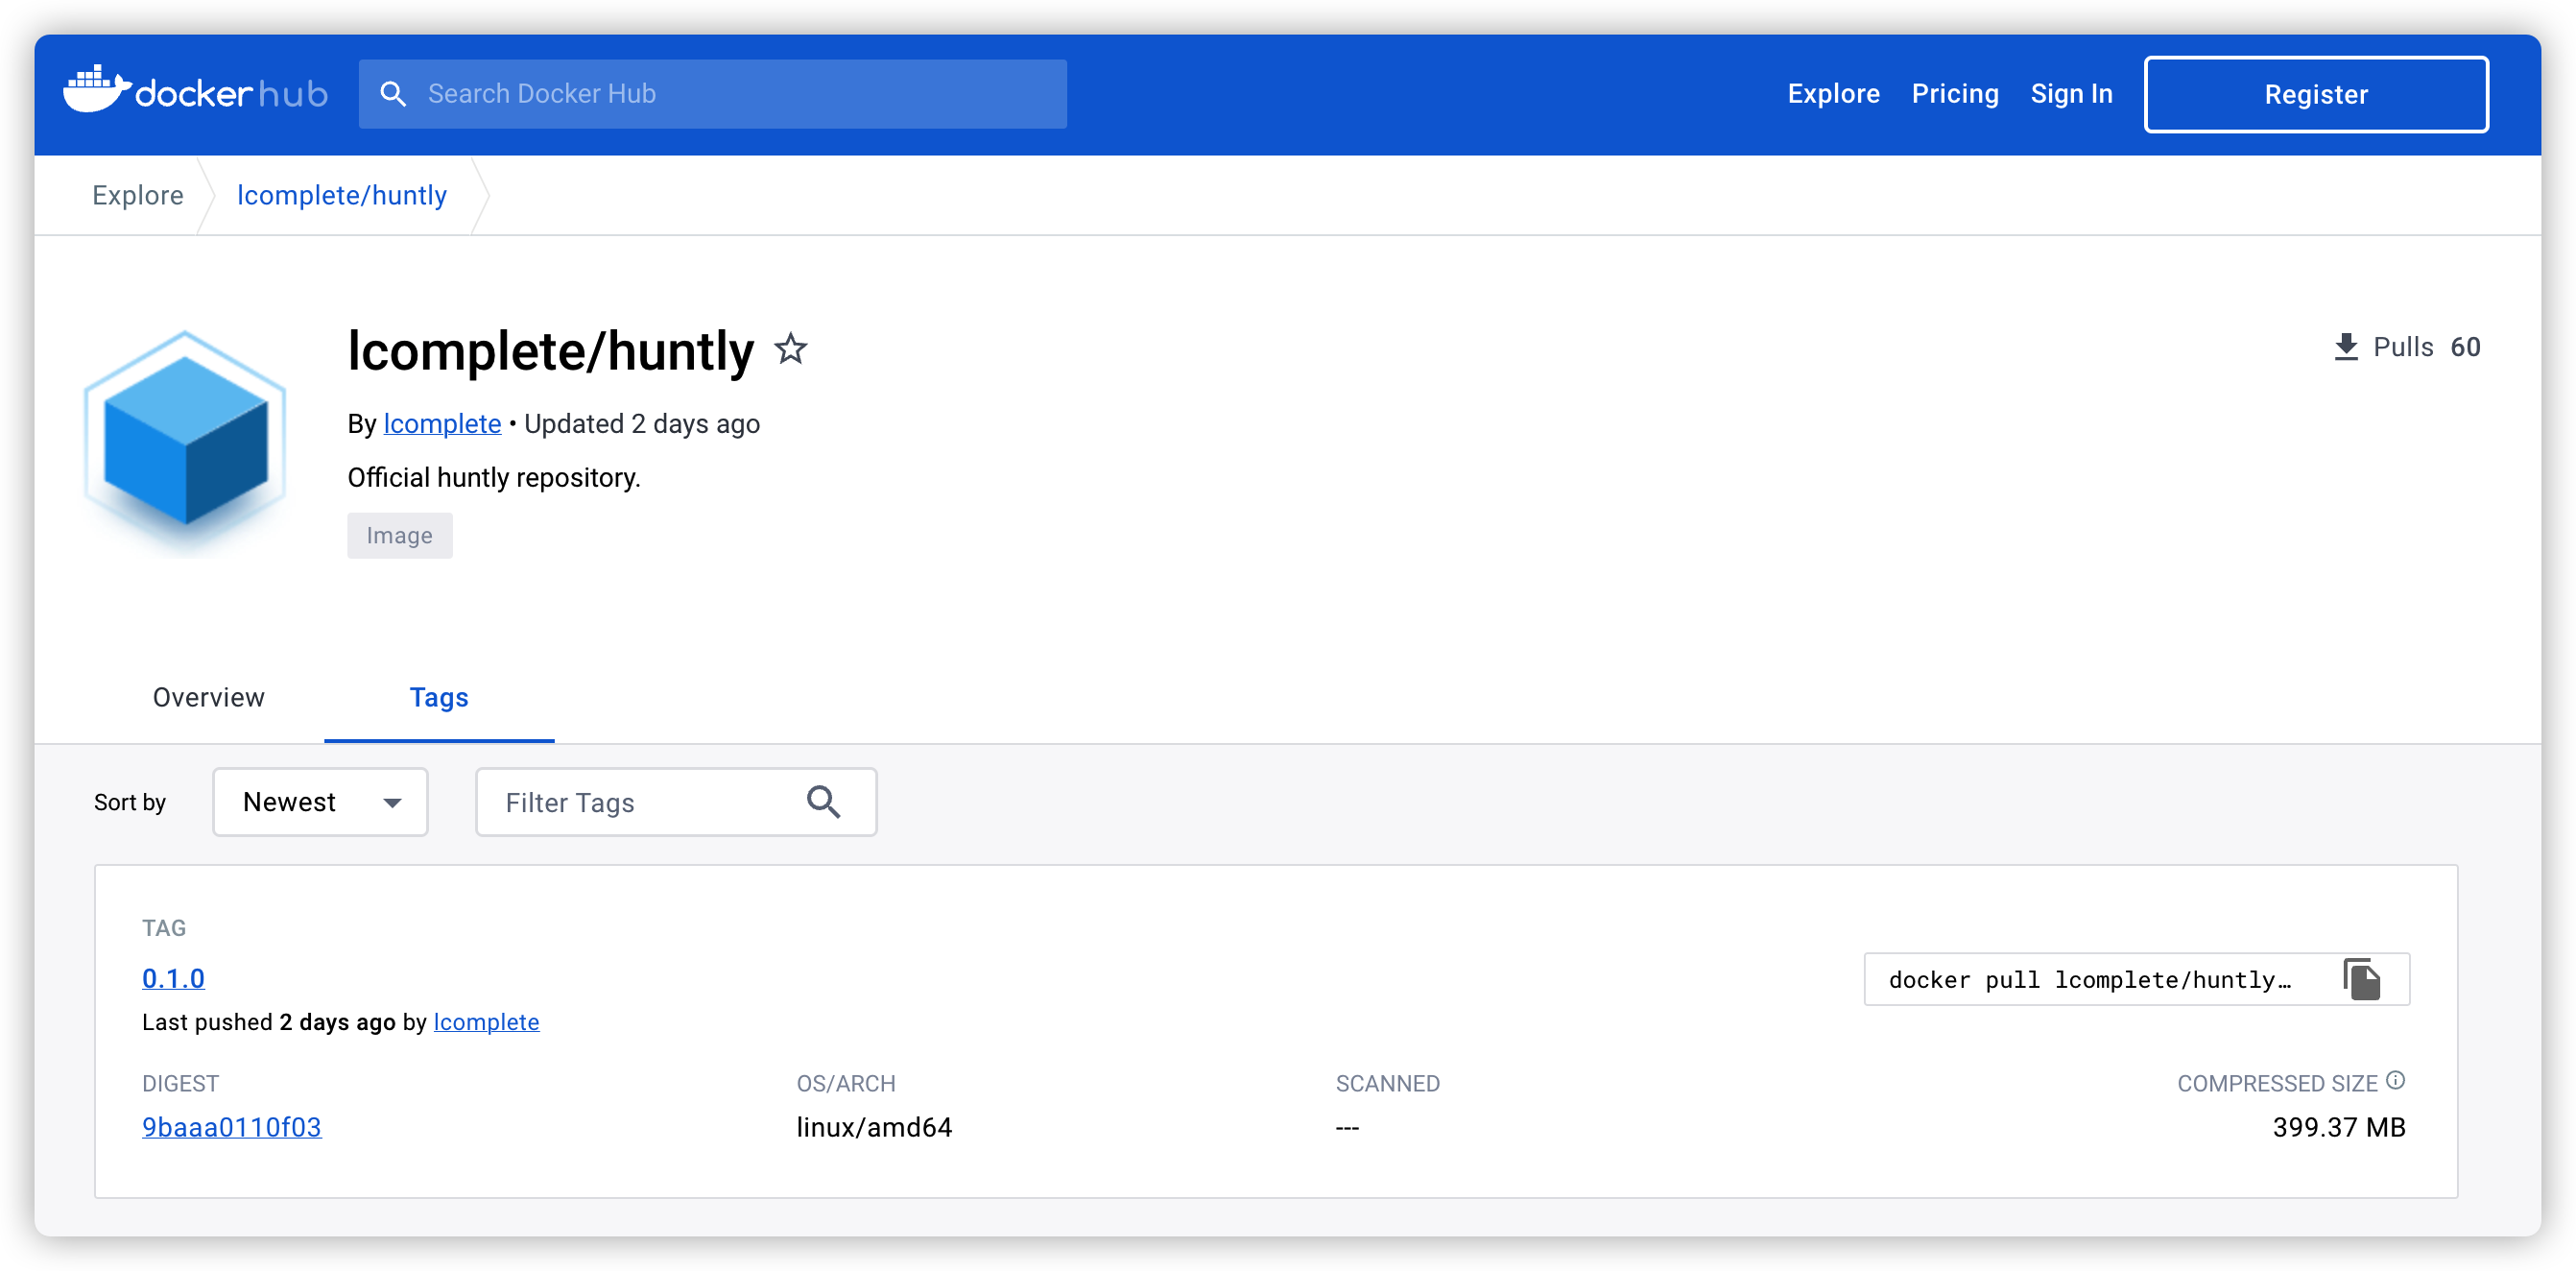 dockerhub
Search Docker Hub
Explore Pricing Sign In Register
Explore lcomplete/huntly
lcomplete/huntly
Pulls 60
By lcomplete • Updated 2 days ago
Official huntly repository.
Image
Overview Tags
Sort by Newest Filter Tags
TAG
0.1.0
docker pull lcomplete/huntly…
Last pushed 2 days ago by lcomplete
DIGEST OS/ARCH SCANNED COMPRESSED SIZE
9baaa0110f03 linux/amd64 --- 399.37 MB